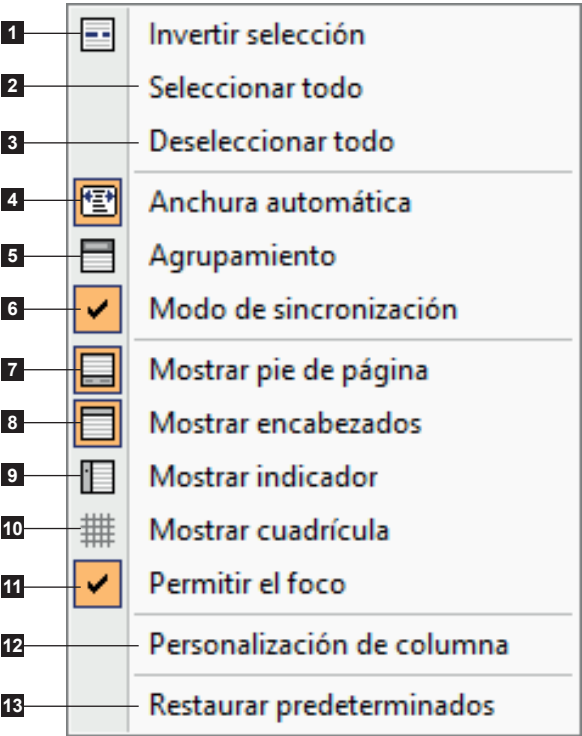 1 Invertir selección
2 Seleccionar todo
3 Deseleccionar todo
4 Anchura automática
5 Agrupamiento
6 Modo de sincronización
7 Mostrar pie de página
8 Mostrar encabezados
9 Mostrar indicador
10 Mostrar cuadrícula
11 Permitir el foco
12 Personalización de columna
13 Restaurar predeterminados